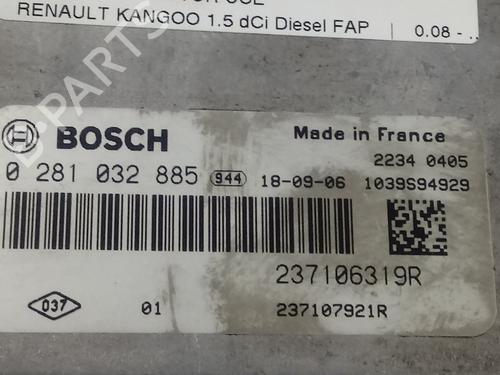 RENAULT KANGOO 1.5 dCi Diesel FAP
0.08 - ..
B-PARTS
BOSCH
Made in France
2234 0405
0 281 032 885 944 18-09-06 1039S94929
237106319R
037 01 237107921R